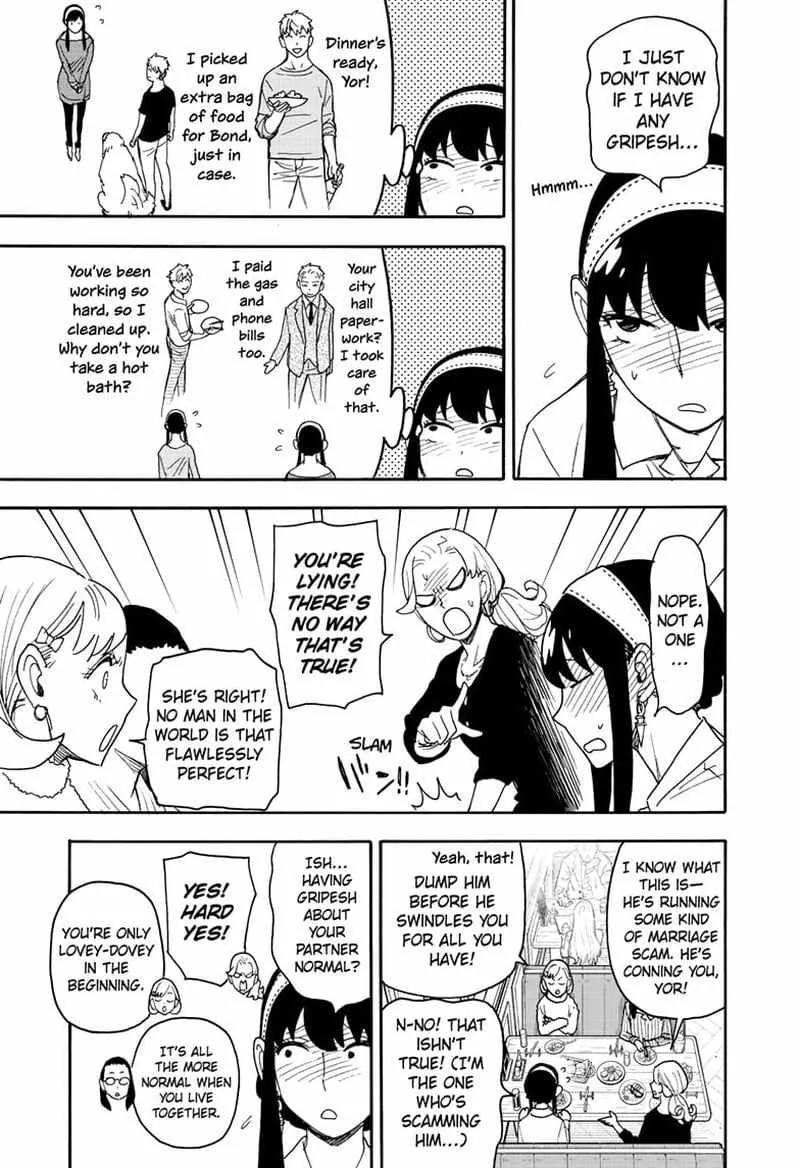 I JUST
DON'T KNOW
IF I HAVE
ANY
GRIPESH...
Hmmm...
Dinner's
ready,
Yor!
I picked
up an
extra bag
of food
for Bond,
just in
case.
Your
city
hall
paper-
work?
I took
care
of
that.
I paid
the gas
and
phone
bills
too.
You've been
working so
hard, so I
cleaned up.
Why don't you
take a hot
bath?
NOPE.
NOT A
ONE
...
YOU'RE
LYING!
THERE'S
NO WAY
THAT'S
TRUE!
SLAM
SHE'S RIGHT!
NO MAN IN THE
WORLD IS THAT
FLAWLESSLY
PERFECT!
I KNOW WHAT
THIS IS—
HE'S RUNNING
SOME KIND
OF MARRIAGE
SCAM. HE'S
CONNING YOU,
YOR!
Yeah, that!
DUMP HIM
BEFORE HE
SWINDLES YOU
FOR ALL YOU
HAVE!
N-NO! THAT
ISHN'T
TRUE! (I'M
THE ONE
WHO'S
SCAMMING
HIM...)
ISH...
HAVING
GRIPESH
ABOUT
YOUR
PARTNER
NORMAL?
YES!
HARD
YES!
YOU'RE ONLY
LOVEY-DOVEY
IN THE
BEGINNING.
IT'S ALL
THE MORE
NORMAL WHEN
YOU LIVE
TOGETHER.